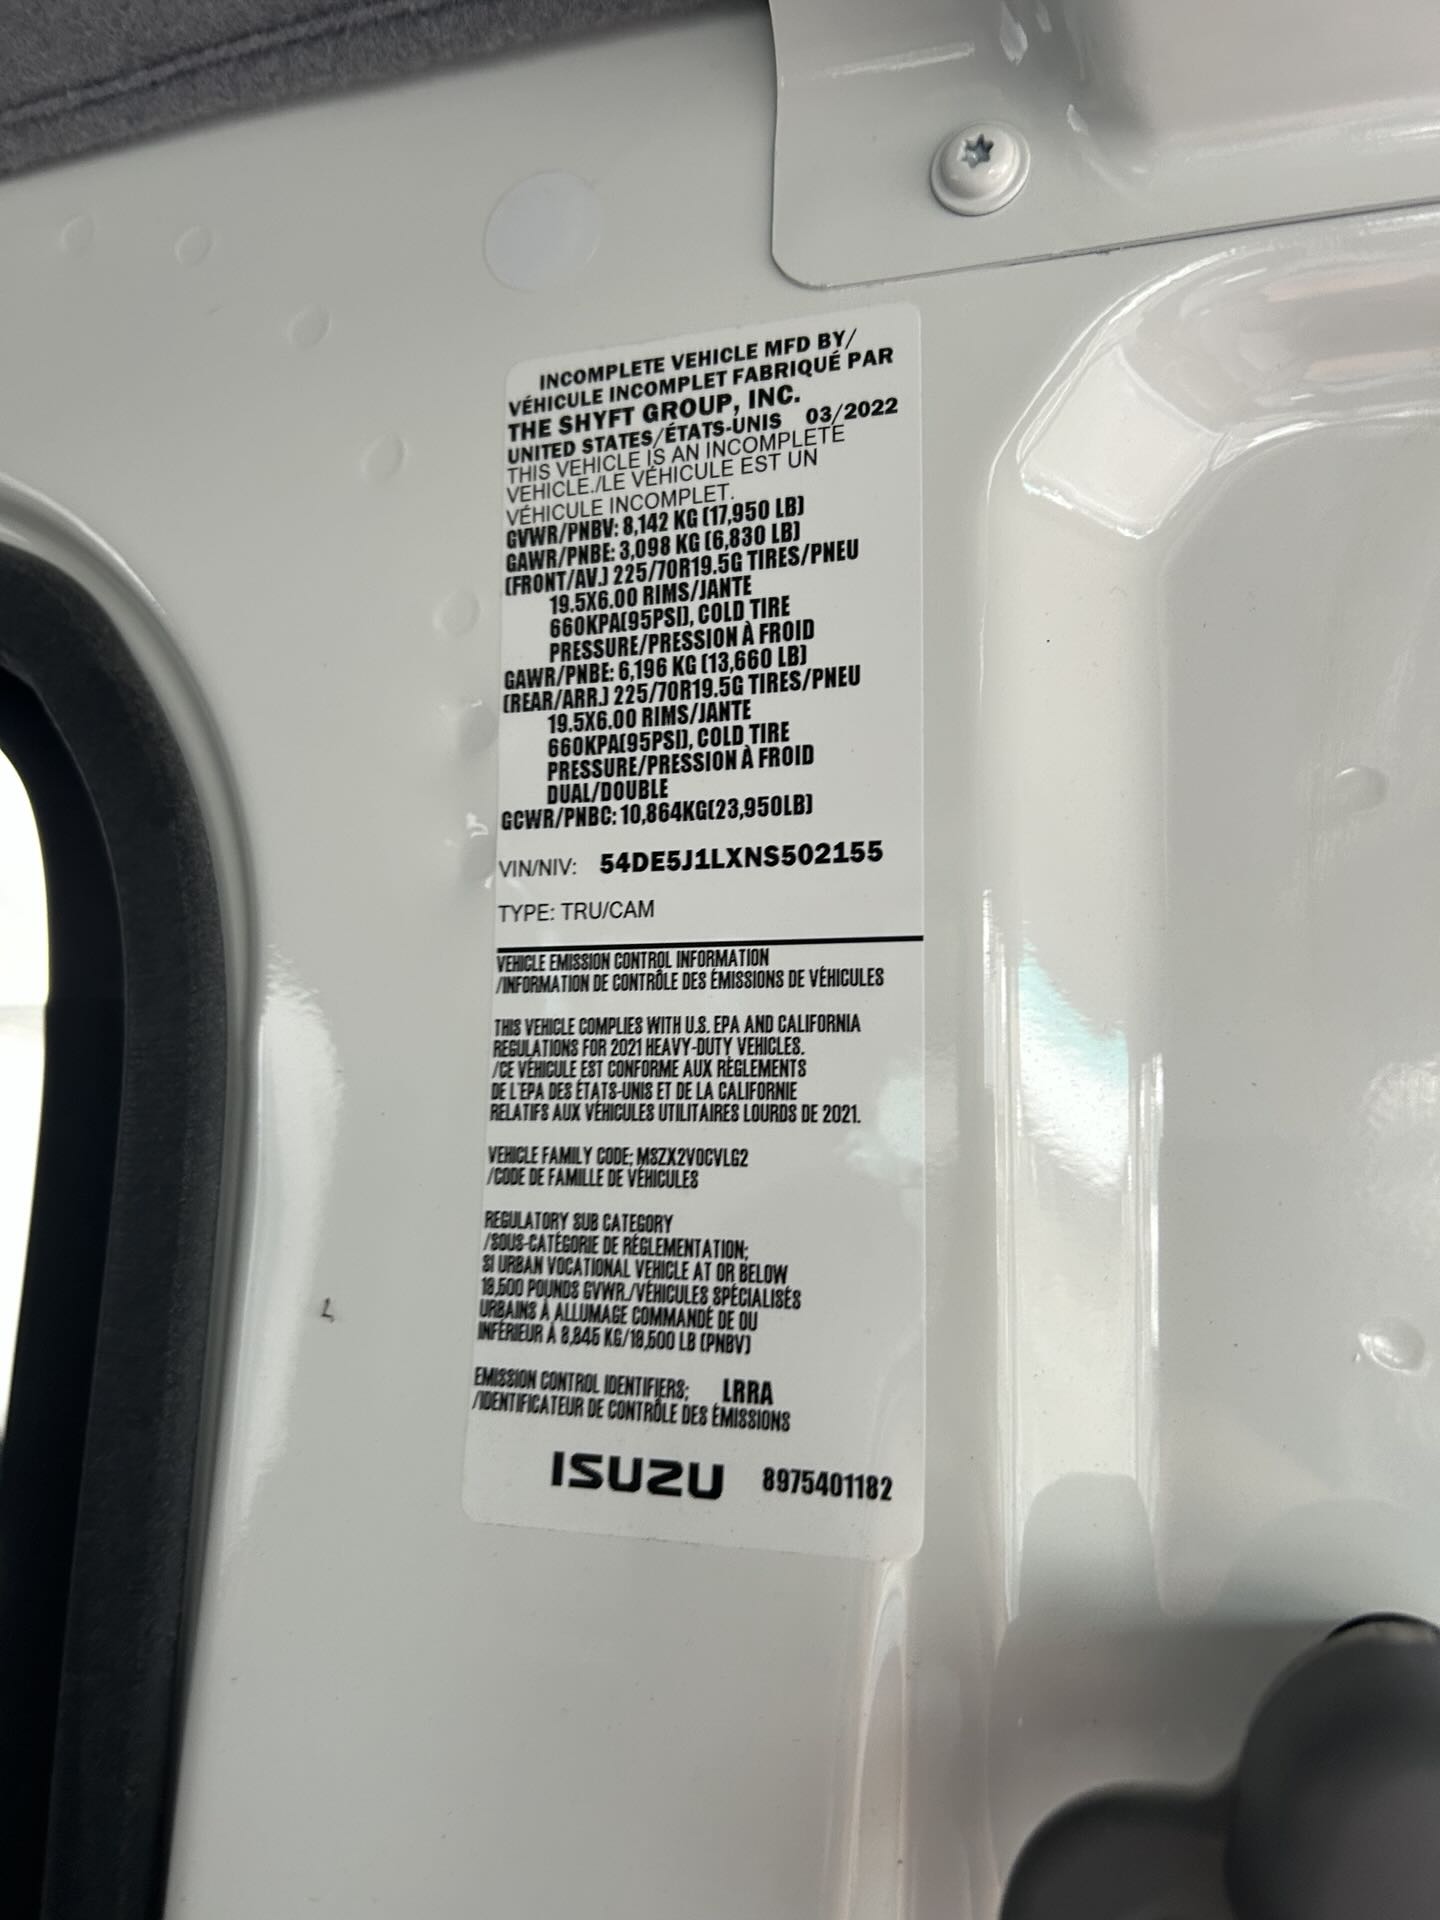 INCOMPLETE VEHICLE MFD BY/
VÉHICULE INCOMPLET FABRIQUÉ PAR
THE SHYFT GROUP, INC.
UNITED STATES/ÉTATS-UNIS 03/2022
THIS VEHICLE IS AN INCOMPLETE
VEHICLE./LE VÉHICULE EST UN
VÉHICULE INCOMPLET.
GVWR/PNBV: 8,142 KG (17,950 LB)
GAWR/PNBE: 3,098 KG (6,830 LB)
(FRONT/AV.) 225/70R19.5G TIRES/PNEU
19.5X6.00 RIMS/JANTE
660KPA(95PSI), COLD TIRE
PRESSURE/PRESSION À FROID
GAWR/PNBE: 6,196 KG (13,660 LB)
(REAR/ARR.) 225/70R19.5G TIRES/PNEU
19.5X6.00 RIMS/JANTE
660KPA(95PSI), COLD TIRE
PRESSURE/PRESSION À FROID
DUAL/DOUBLE
GCWR/PNBC: 10,864KG(23,950LB)
VIN/NIV: 54DE5J1LXNS502155
TYPE: TRU/CAM
VEHICLE EMISSION CONTROL INFORMATION
/INFORMATION DE CONTRÔLE DES ÉMISSIONS DE VÉHICULES
THIS VEHICLE COMPLIES WITH U.S. EPA AND CALIFORNIA
REGULATIONS FOR 2021 HEAVY-DUTY VEHICLES.
/CE VÉHICULE EST CONFORME AUX RÈGLEMENTS
DE L'EPA DES ÉTATS-UNIS ET DE LA CALIFORNIE
RELATIFS AUX VÉHICULES UTILITAIRES LOURDS DE 2021.
VEHICLE FAMILY CODE; MSZX2VOCVLG2
/CODE DE FAMILLE DE VÉHICULES
REGULATORY SUB CATEGORY
/SOUS-CATÉGORIE DE RÉGLEMENTATION;
SI URBAN VOCATIONAL VEHICLE AT OR BELOW
19,500 POUNDS GVWR./VÉHICULES SPÉCIALISÉS
URBAINS À ALLUMAGE COMMANDÉ DE OU
INFÉRIEUR À 8,845 KG/19,500 LB (PNBV)
EMISSION CONTROL IDENTIFIERS; LRRA
/IDENTIFICATEUR DE CONTRÔLE DES ÉMISSIONS
ISUZU 8975401182